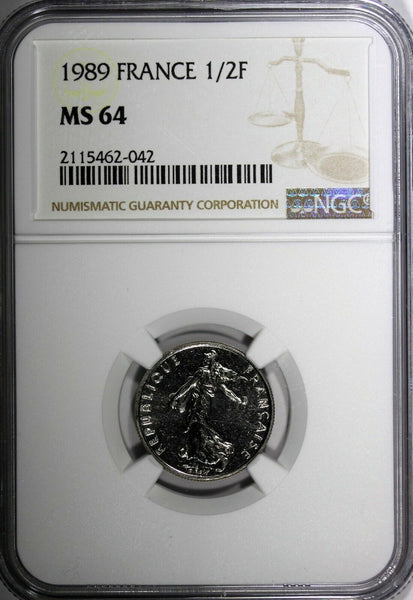 1989 FRANCE 1/2F
MS 64
2115462-042
NUMISMATIC GUARANTY CORPORATION
NGC
REPUBLIQUE FRANÇAISE